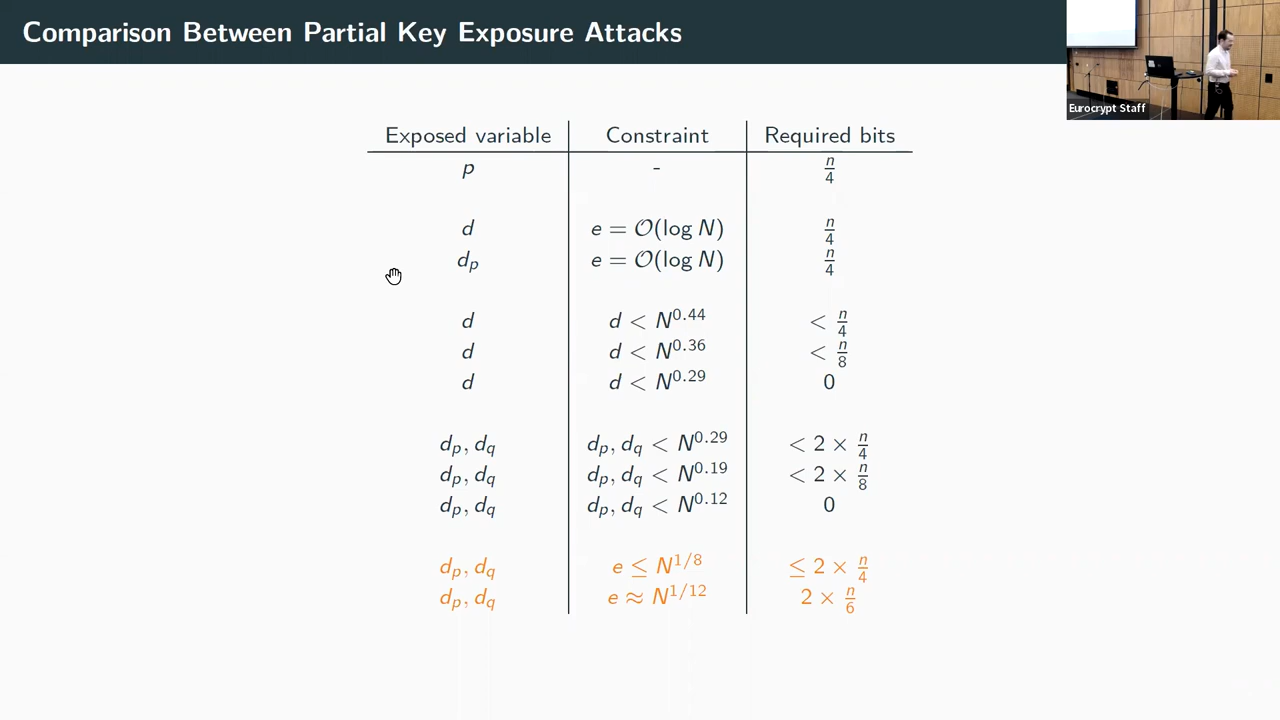 Comparison Between Partial Key Exposure Attacks
Eurocrypt Staff
Exposed variable Constraint Required bits
p - n/4
d e = O(log N) n/4
d_p e = O(log N) n/4
d d < N^0.44 < n/4
d d < N^0.36 < n/8
d d < N^0.29 0
d_p, d_q d_p, d_q < N^0.29 < 2 × n/4
d_p, d_q d_p, d_q < N^0.19 < 2 × n/8
d_p, d_q d_p, d_q < N^0.12 0
d_p, d_q e ≤ N^1/8 ≤ 2 × n/4
d_p, d_q e ≈ N^1/12 2 × n/6